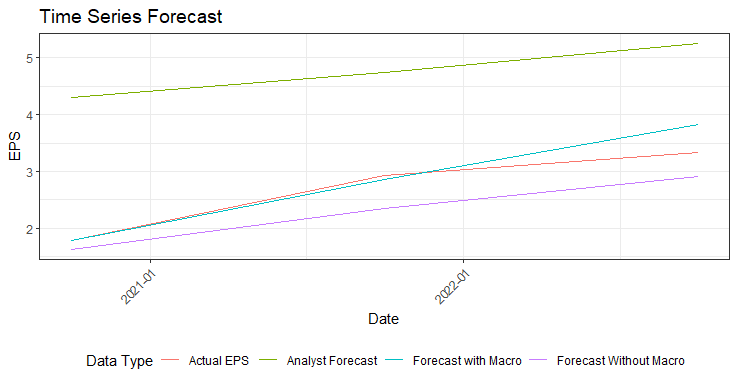 Time Series Forecast
5
4
3
2
EPS
2021-01
2022-01
Date
Data Type Actual EPS Analyst Forecast Forecast with Macro Forecast Without Macro